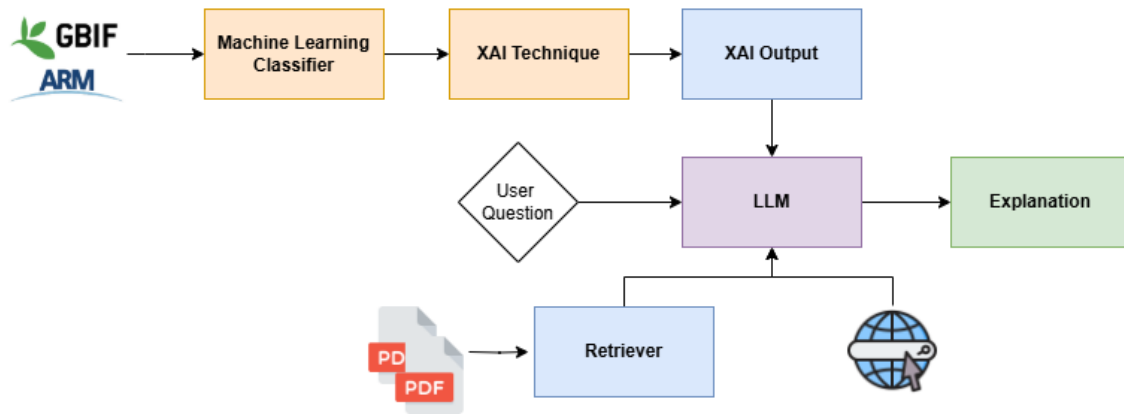 GBIF
ARM
Machine Learning
Classifier
XAI Technique
XAI Output
User
Question
LLM
Explanation
PD
PDF
Retriever